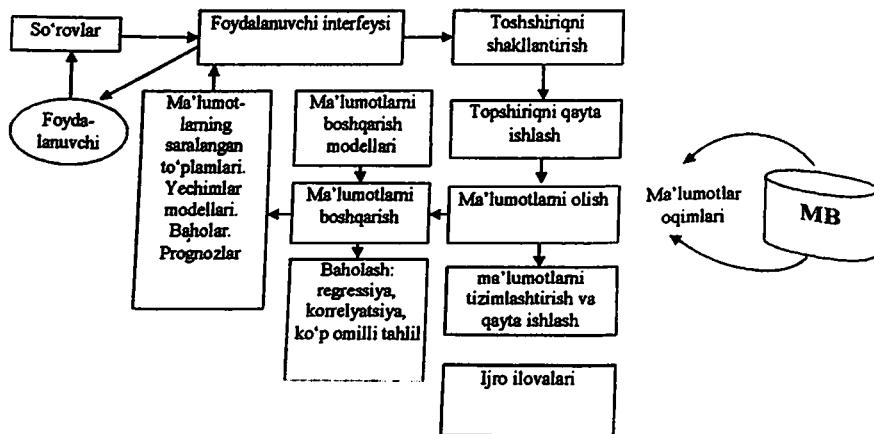 So‘rovlar
Foydalanuvchi interfeysi
Toshshiriqni
shakllantirish
Foyda-
lanuvchi
Ma’lumot-
larning
saralangan
to‘plamlari.
Yechimlar
modellari.
Baholar.
Prognozlar
Ma’lumotlarni
boshqarish
modellari
Topshiriqni qayta
ishlash
Ma’lumotlarni
boshqarish
Ma’lumotlarni olish
Ma’lumotlar
oqimlari
MB
Baholash:
regressiya,
korrelyatsiya,
ko‘p omilli tahlil
ma’lumotlarni
tizimlashtirish va
qayta ishlash
Ijro ilovalari